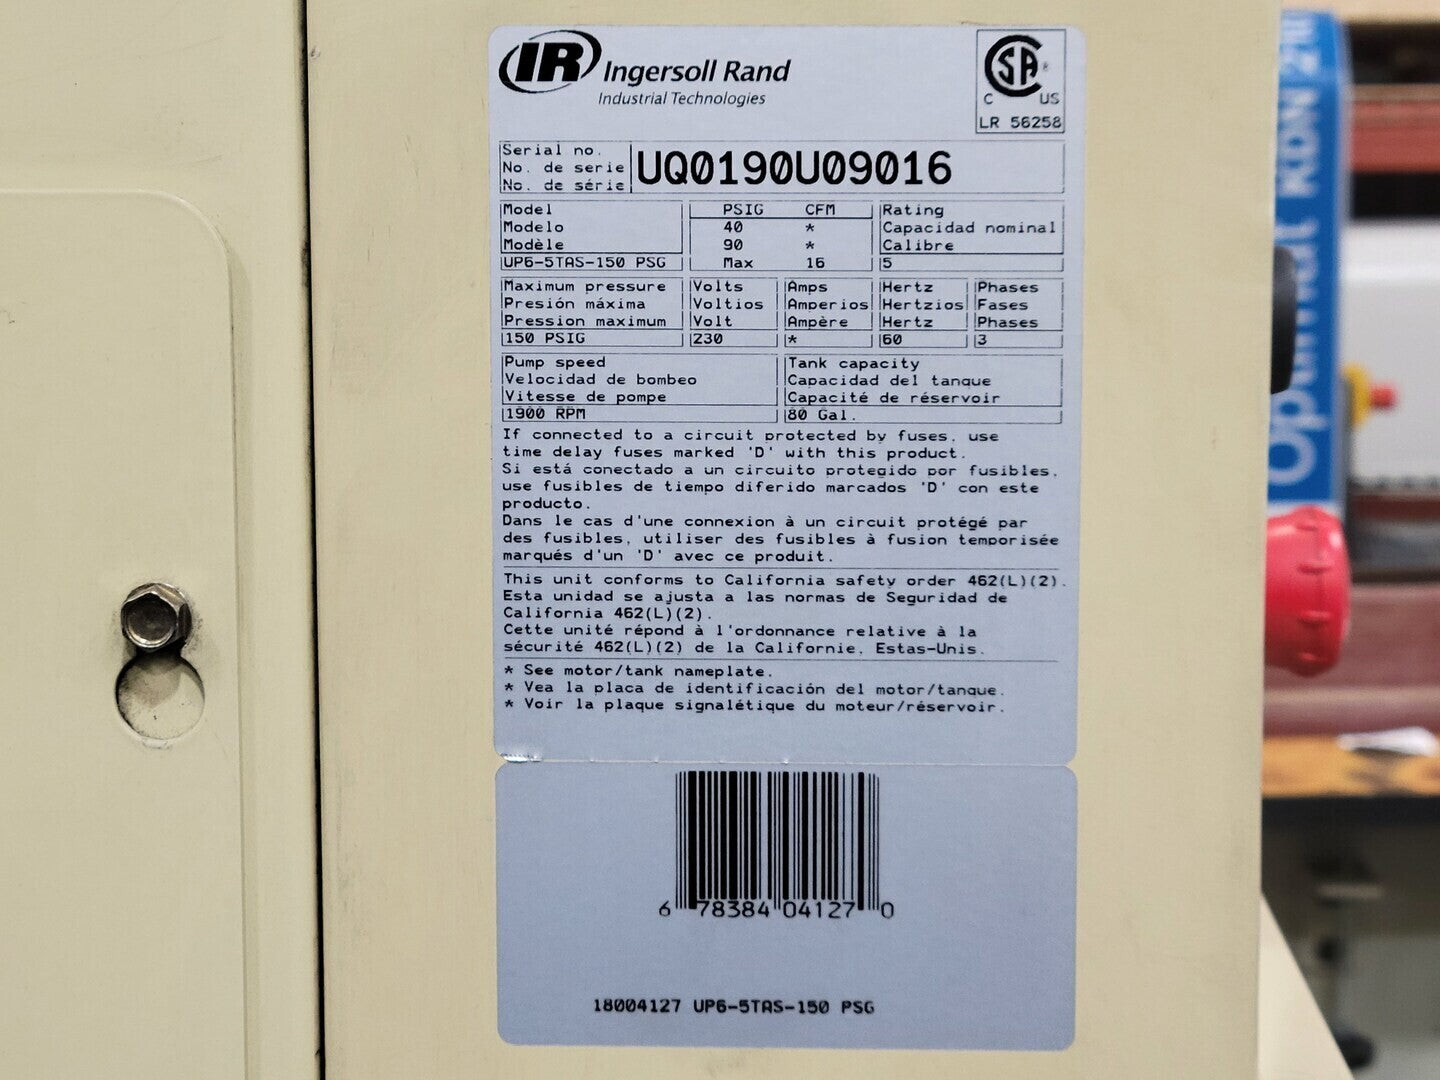 IR Ingersoll Rand
Industrial Technologies
CSA ®
C US
LR 56258
Serial no.
No. de serie
No. de série
UQ0190U09016
Model
Modelo
Modèle
UP6-5TAS-150 PSG
PSIG CFM
40 *
90 *
Max 16
Rating
Capacidad nominal
Calibre
5
Maximum pressure
Presión máxima
Pression maximum
150 PSIG
Volts
Voltios
Volt
230
Amps
Amperios
Ampère
*
Hertz
Hertzios
Hertz
60
Phases
Fases
Phases
3
Pump speed
Velocidad de bombeo
Vitesse de pompe
1900 RPM
Tank capacity
Capacidad del tanque
Capacité de réservoir
80 Gal.
If connected to a circuit protected by fuses, use
time delay fuses marked 'D' with this product.
Si está conectado a un circuito protegido por fusibles,
use fusibles de tiempo diferido marcados 'D' con este
producto.
Dans le cas d'une connexion à un circuit protégé par
des fusibles, utiliser des fusibles à fusion temporisée
marqués d'un 'D' avec ce produit.
This unit conforms to California safety order 462(L)(2).
Esta unidad se ajusta a las normas de Seguridad de
California 462(L)(2).
Cette unité répond à l'ordonnance relative à la
sécurité 462(L)(2) de la Californie, Estas-Unis.
* See motor/tank nameplate.
* Vea la placa de identificación del motor/tanque.
* Voir la plaque signalétique du moteur/réservoir.
6 78384 04127 0
18004127 UP6-5TAS-150 PSG
Optimat KDN 210